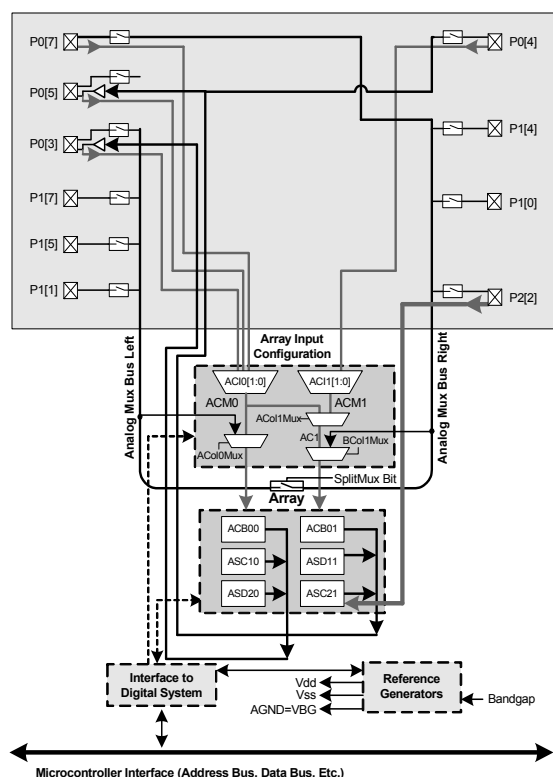 P0[7]
P0[4]
P0[5]
P0[3]
P1[4]
P1[7]
P1[0]
P1[5]
P1[1]
P2[2]
Array Input
Configuration
Analog Mux Bus Left
Analog Mux Bus Right
ACI0[1:0]
ACI1[1:0]
ACM0
ACM1
ACol1Mux
AC1
BCol1Mux
ACol0Mux
SplitMux Bit
Array
ACB00
ACB01
ASC10
ASD11
ASD20
ASC21
Interface to
Digital System
Vdd
Vss
AGND=VBG
Reference
Generators
Bandgap
Microcontroller Interface (Address Bus, Data Bus, Etc.)